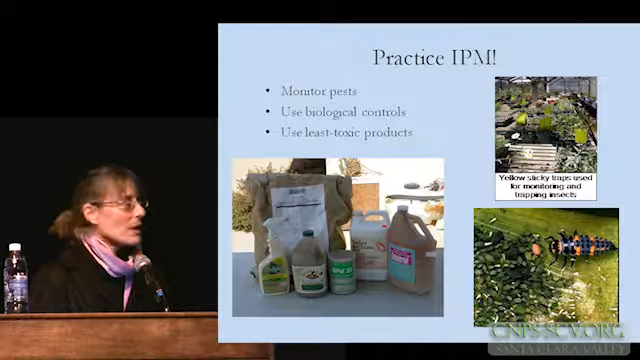 Practice IPM!
• Monitor pests
• Use biological controls
• Use least-toxic products
Yellow sticky traps used
for monitoring and
trapping insects
CNPS-SCV.ORG
SANTA CLARA VALLEY